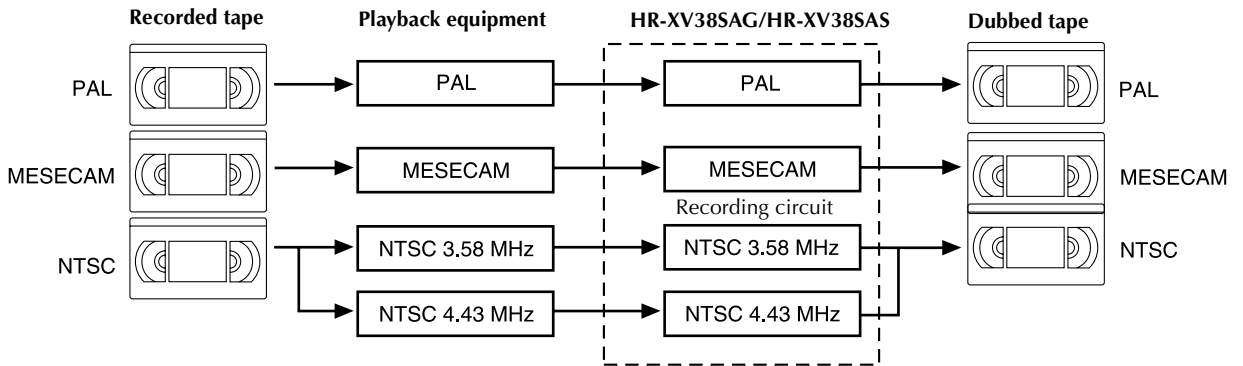 Recorded tape
Playback equipment
HR-XV38SAG/HR-XV38SAS
Dubbed tape
PAL
PAL
PAL
PAL
MESECAM
MESECAM
MESECAM
MESECAM
Recording circuit
NTSC
NTSC 3.58 MHz
NTSC 3.58 MHz
NTSC
NTSC 4.43 MHz
NTSC 4.43 MHz